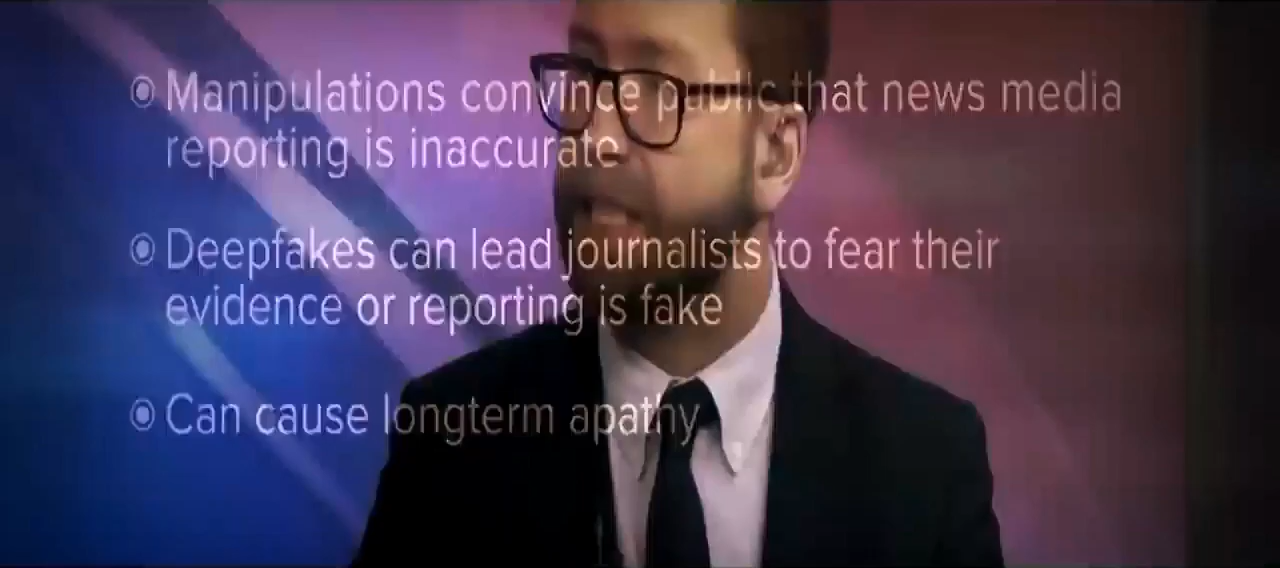 Manipulations convince public that news media
reporting is inaccurate
Deepfakes can lead journalists to fear their
evidence or reporting is fake
Can cause longterm apathy